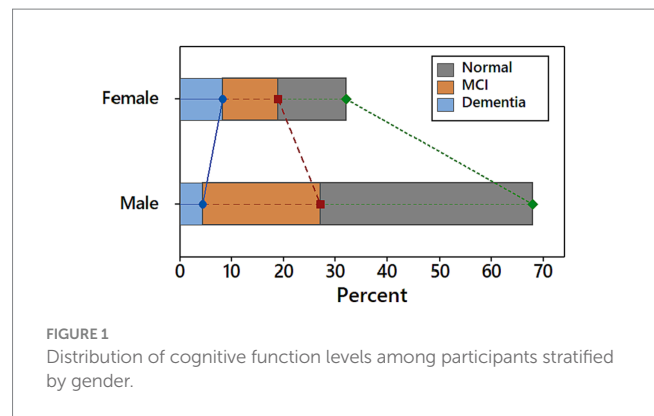 Normal
MCI
Dementia
Female
Male
0 10 20 30 40 50 60 70
Percent
FIGURE 1
Distribution of cognitive function levels among participants stratified
by gender.